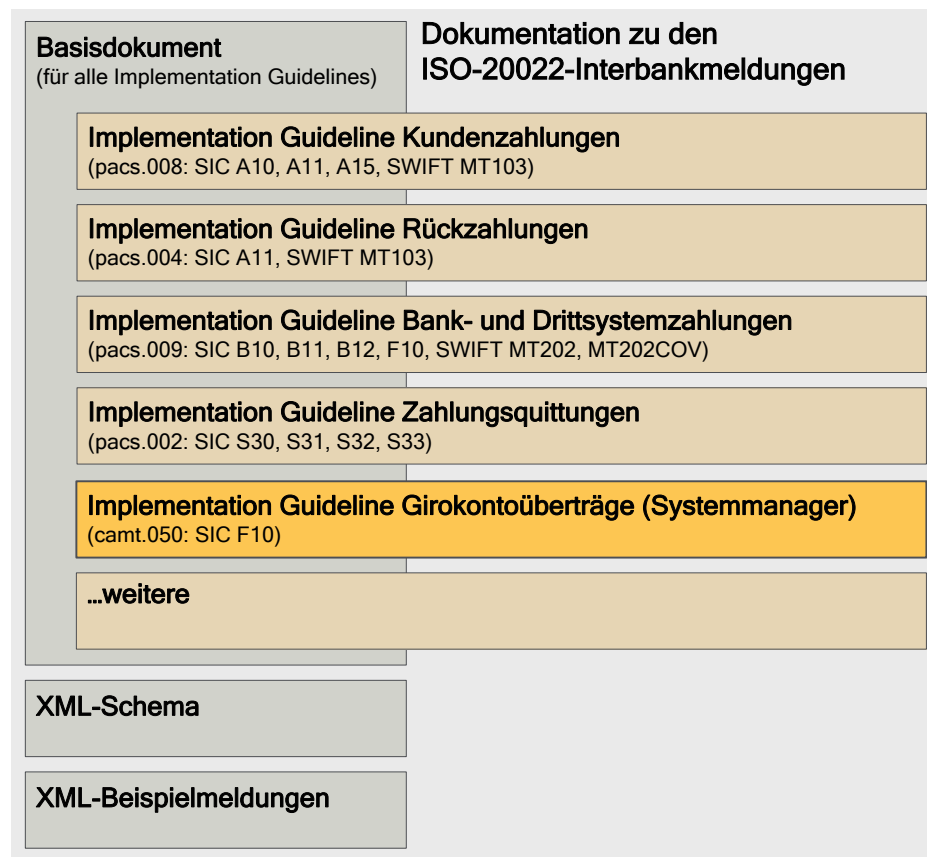 Basisdokument
(für alle Implementation Guidelines)
Dokumentation zu den
ISO-20022-Interbankmeldungen
Implementation Guideline Kundenzahlungen
(pacs.008: SIC A10, A11, A15, SWIFT MT103)
Implementation Guideline Rückzahlungen
(pacs.004: SIC A11, SWIFT MT103)
Implementation Guideline Bank- und Drittsystemzahlungen
(pacs.009: SIC B10, B11, B12, F10, SWIFT MT202, MT202COV)
Implementation Guideline Zahlungsquittungen
(pacs.002: SIC S30, S31, S32, S33)
Implementation Guideline Girokontoüberträge (Systemmanager)
(camt.050: SIC F10)
...weitere
XML-Schema
XML-Beispielmeldungen